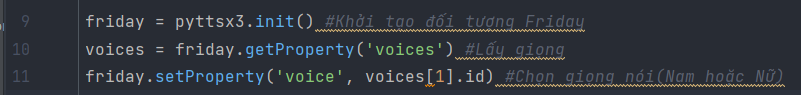 9 friday = pyttsx3.init() #Khởi tạo đối tượng Friday
10 voices = friday.getProperty('voices') #Lấy giọng
11 friday.setProperty('voice', voices[1].id) #Chọn giọng nói(Nam hoặc Nữ)